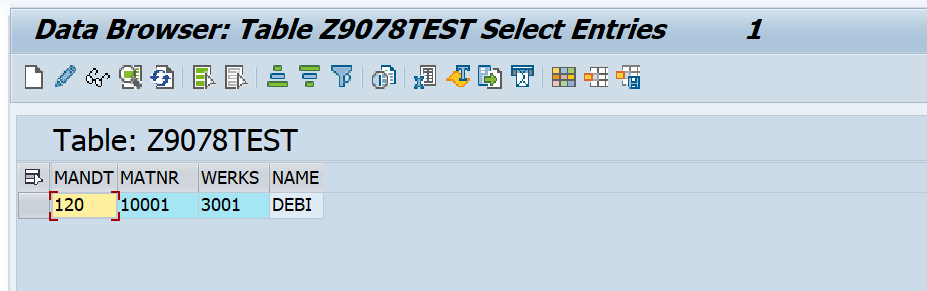 Data Browser: Table Z9078TEST Select Entries 1
Table: Z9078TEST
MANDT MATNR WERKS NAME
120 10001 3001 DEBI